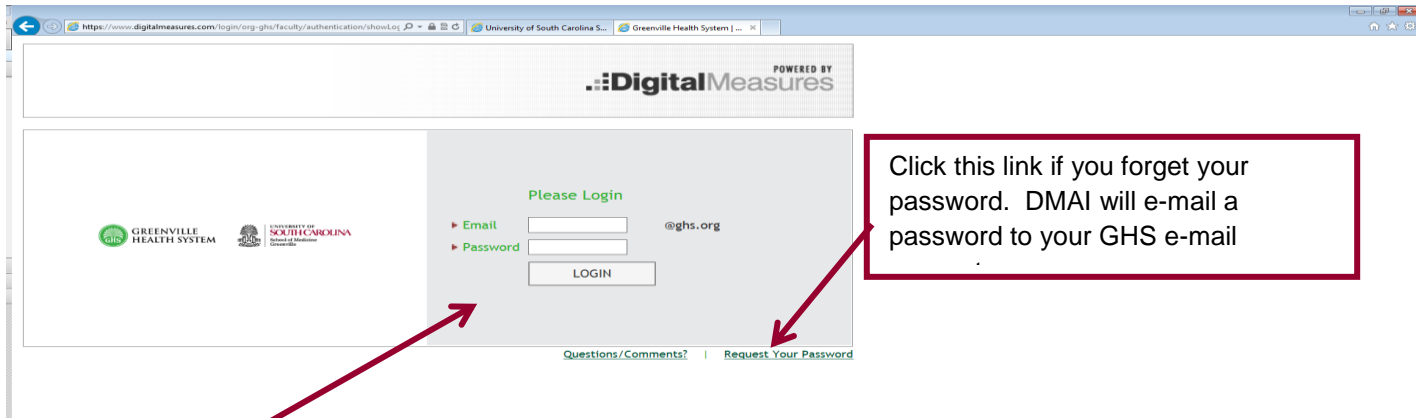 https://www.digitalmeasures.com/login/org-ghs/faculty/authentication/showLog
University of South Carolina S...
Greenville Health System | ...
POWERED BY
.::DigitalMeasures
Please Login
Email
@ghs.org
Password
LOGIN
GHS
GREENVILLE
HEALTH SYSTEM
UNIVERSITY OF
SOUTH CAROLINA
School of Medicine
Greenville
Questions/Comments? | Request Your Password
Click this link if you forget your
password. DMAI will e-mail a
password to your GHS e-mail